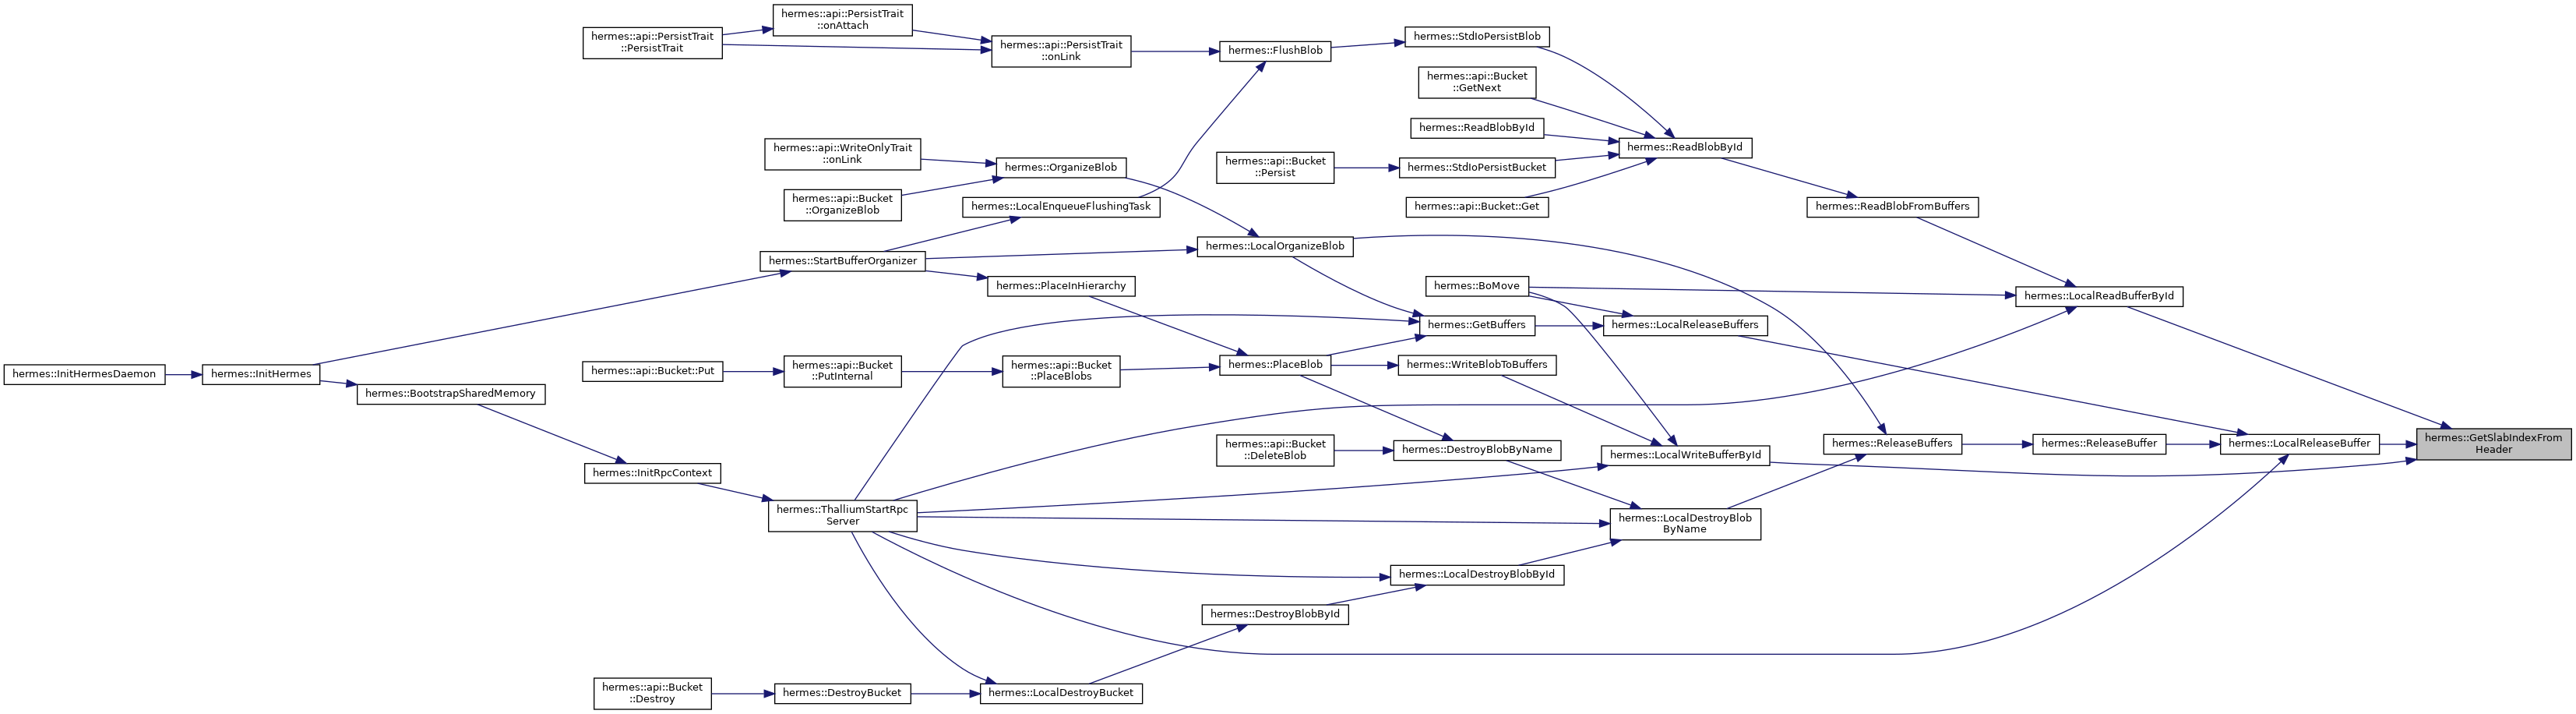 hermes::api::PersistTrait
::onAttach
hermes::api::PersistTrait
::PersistTrait
hermes::api::PersistTrait
::onLink
hermes::FlushBlob
hermes::StdIoPersistBlob
hermes::api::Bucket
::GetNext
hermes::ReadBlobById
hermes::ReadBlobById
hermes::api::WriteOnlyTrait
::onLink
hermes::OrganizeBlob
hermes::api::Bucket
::Persist
hermes::StdIoPersistBucket
hermes::api::Bucket
::OrganizeBlob
hermes::LocalEnqueueFlushingTask
hermes::api::Bucket::Get
hermes::ReadBlobFromBuffers
hermes::LocalOrganizeBlob
hermes::StartBufferOrganizer
hermes::PlaceInHierarchy
hermes::BoMove
hermes::LocalReadBufferById
hermes::GetBuffers
hermes::LocalReleaseBuffers
hermes::InitHermesDaemon
hermes::InitHermes
hermes::api::Bucket::Put
hermes::api::Bucket
::PutInternal
hermes::api::Bucket
::PlaceBlobs
hermes::PlaceBlob
hermes::WriteBlobToBuffers
hermes::BootstrapSharedMemory
hermes::api::Bucket
::DeleteBlob
hermes::DestroyBlobByName
hermes::LocalWriteBufferById
hermes::ReleaseBuffers
hermes::ReleaseBuffer
hermes::LocalReleaseBuffer
hermes::GetSlabIndexFrom
Header
hermes::InitRpcContext
hermes::ThalliumStartRpc
Server
hermes::LocalDestroyBlob
ByName
hermes::LocalDestroyBlobById
hermes::DestroyBlobById
hermes::api::Bucket
::Destroy
hermes::DestroyBucket
hermes::LocalDestroyBucket